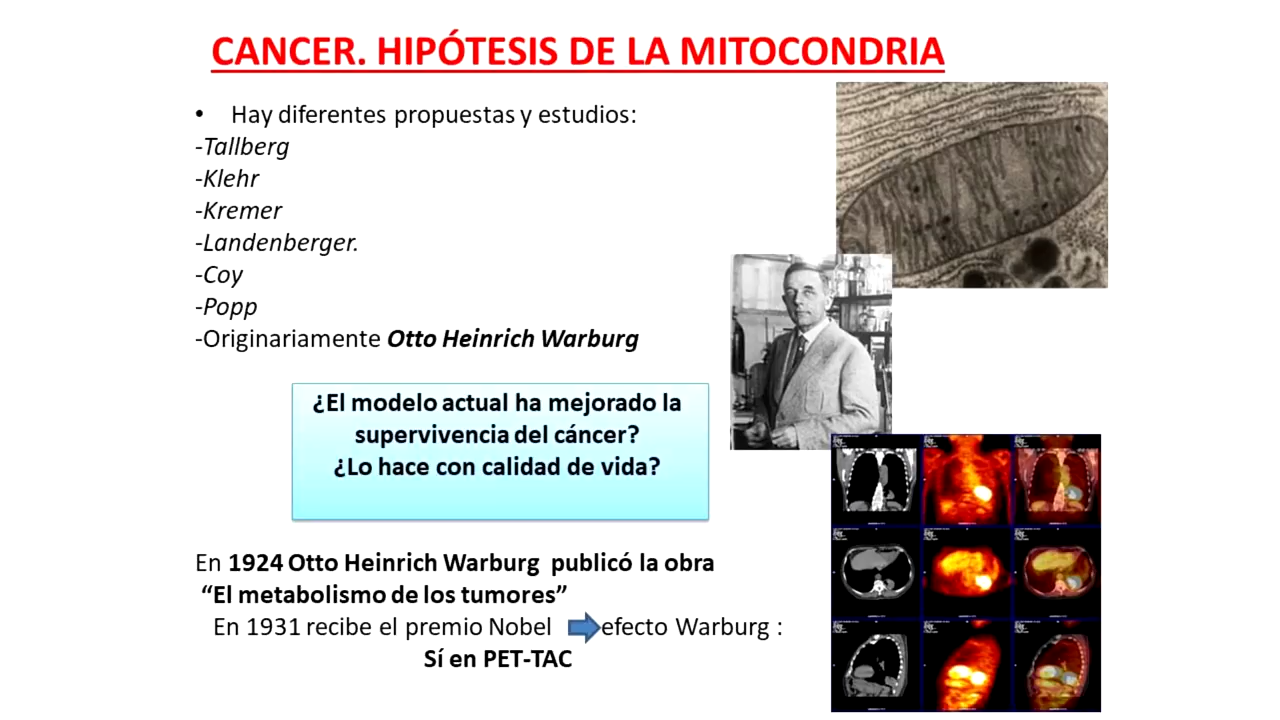 CANCER. HIPÓTESIS DE LA MITOCONDRIA
• Hay diferentes propuestas y estudios:
-Tallberg
-Klehr
-Kremer
-Landenberger.
-Coy
-Popp
-Originariamente Otto Heinrich Warburg
¿El modelo actual ha mejorado la
supervivencia del cáncer?
¿Lo hace con calidad de vida?
En 1924 Otto Heinrich Warburg publicó la obra
“El metabolismo de los tumores”
En 1931 recibe el premio Nobel efecto Warburg :
Sí en PET-TAC